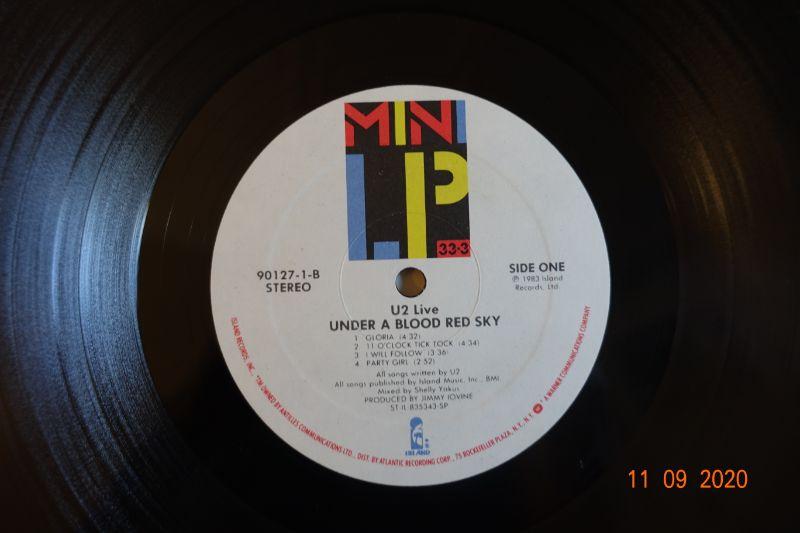 MINI
LP
33⅓
90127-1-B
STEREO
SIDE ONE
℗ 1983 Island
Records, Ltd.
U2 Live
UNDER A BLOOD RED SKY
1 GLORIA (4:32)
2 11 O'CLOCK TICK TOCK (4:34)
3 I WILL FOLLOW (3:36)
4 PARTY GIRL (2:52)
All songs written by U2
All songs published by Island Music, Inc., BMI
Mixed by Shelly Yakus
PRODUCED BY JIMMY IOVINE
ST-IL-835343-SP
ISLAND
ISLAND RECORDS, INC. ™ OWNED BY ANTILLES COMMUNICATIONS LTD., DIST. BY ATLANTIC RECORDING CORP., 75 ROCKEFELLER PLAZA, N.Y., N.Y. A WARNER COMMUNICATIONS COMPANY
11 09 2020